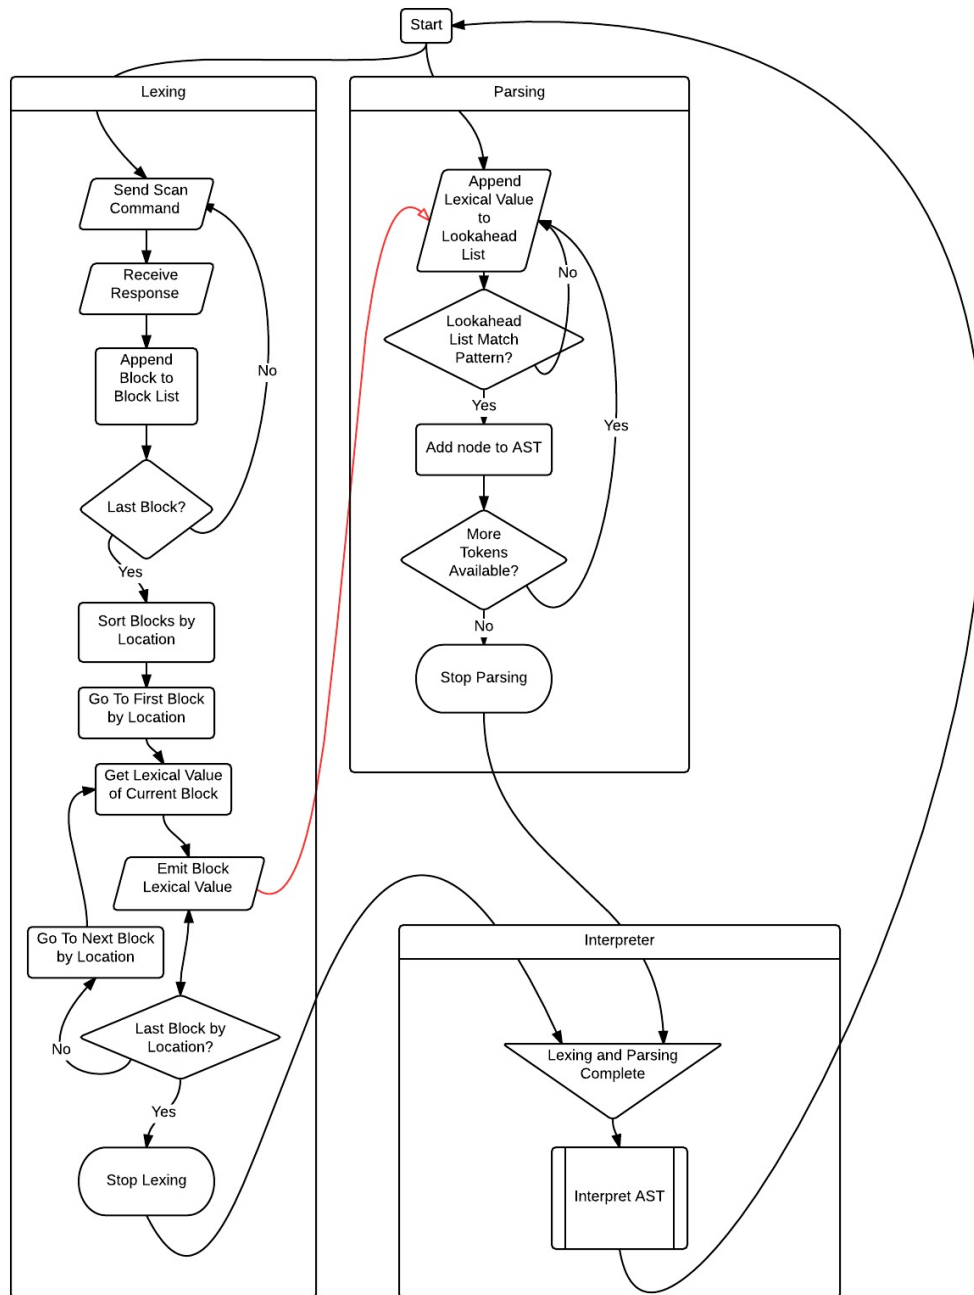 Start
Lexing
Send Scan
Command
Receive
Response
Append
Block to
Block List
No
Last Block?
Yes
Sort Blocks by
Location
Go To First Block
by Location
Get Lexical Value
of Current Block
Emit Block
Lexical Value
Go To Next Block
by Location
Last Block by
Location?
No
Yes
Stop Lexing
Parsing
Append
Lexical Value
to
Lookahead
List
No
Lookahead
List Match
Pattern?
Yes
Add node to AST
Yes
More
Tokens
Available?
No
Stop Parsing
Interpreter
Lexing and Parsing
Complete
Interpret AST